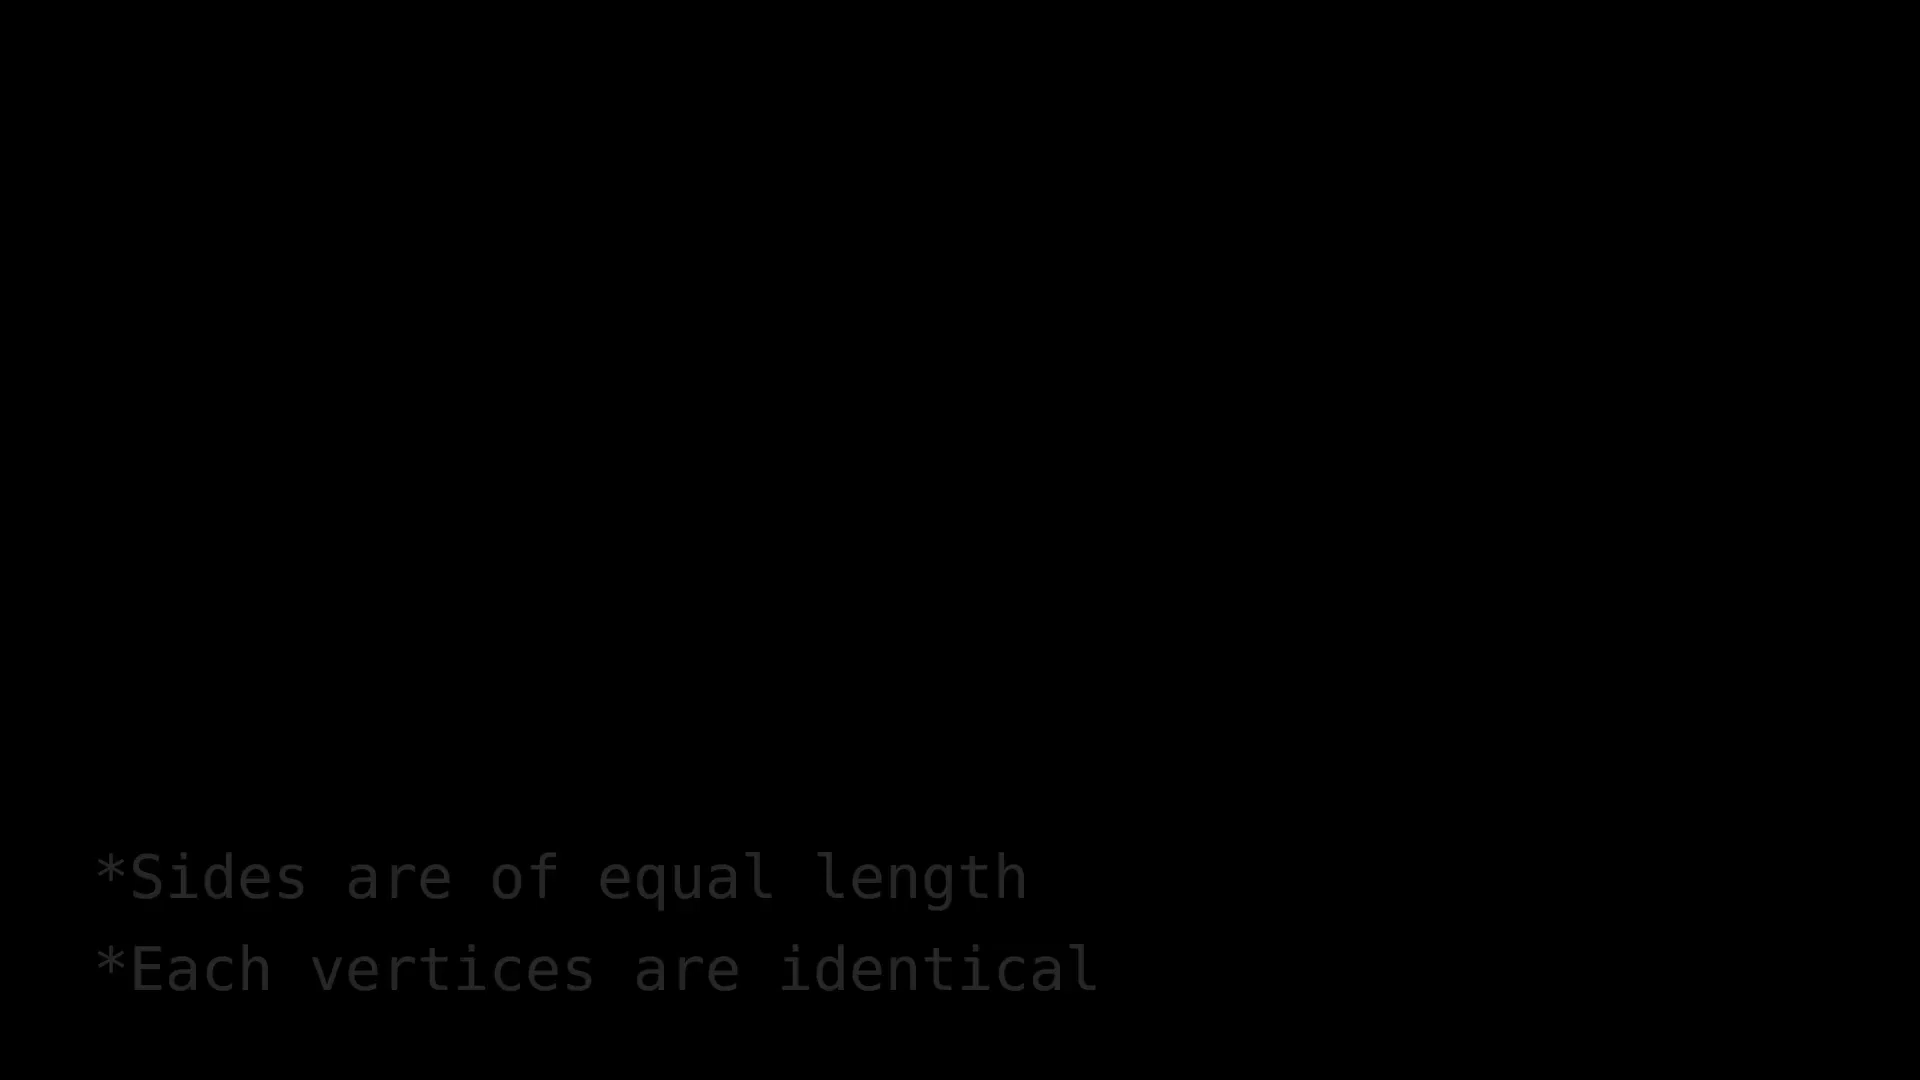 *Sides are of equal length
*Each vertices are identical